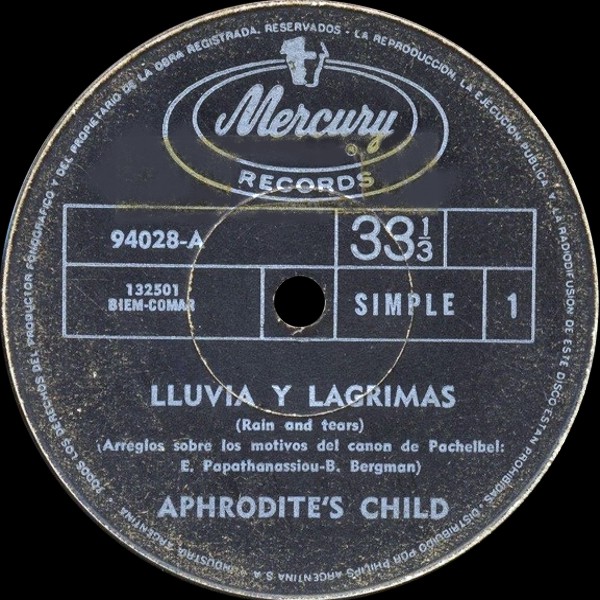 TODOS LOS DERECHOS DEL PRODUCTOR FONOGRAFICO Y DEL PROPIETARIO DE LA OBRA REGISTRADA, RESERVADOS - LA REPRODUCCION, LA EJECUCION PUBLICA Y LA RADIODIFUSION DE ESTE DISCO ESTAN PROHIBIDAS. DISTRIBUIDO POR PHILIPS ARGENTINA S.A. INDUSTRIA ARGENTINA
Mercury ®
RECORDS
94028-A
33 1/3
132501
BIEM-COMAR
SIMPLE
1
LLUVIA Y LAGRIMAS
(Rain and tears)
(Arreglos sobre los motivos del canon de Pachelbel:
E. Papathanassiou-B. Bergman)
APHRODITE'S CHILD